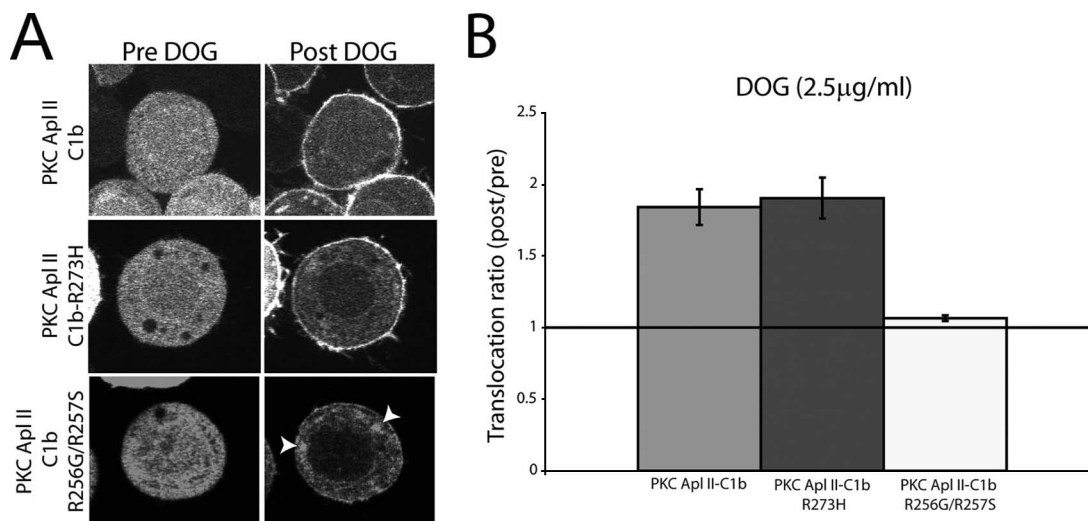 A
Pre DOG
Post DOG
PKC Apl II
C1b
PKC Apl II
C1b-R273H
PKC Apl II
C1b
R256G/R257S
B
DOG (2.5μg/ml)
Translocation ratio (post/pre)
2.5
2
1.5
1
0.5
0
PKC Apl II-C1b
PKC Apl II-C1b
R273H
PKC Apl II-C1b
R256G/R257S